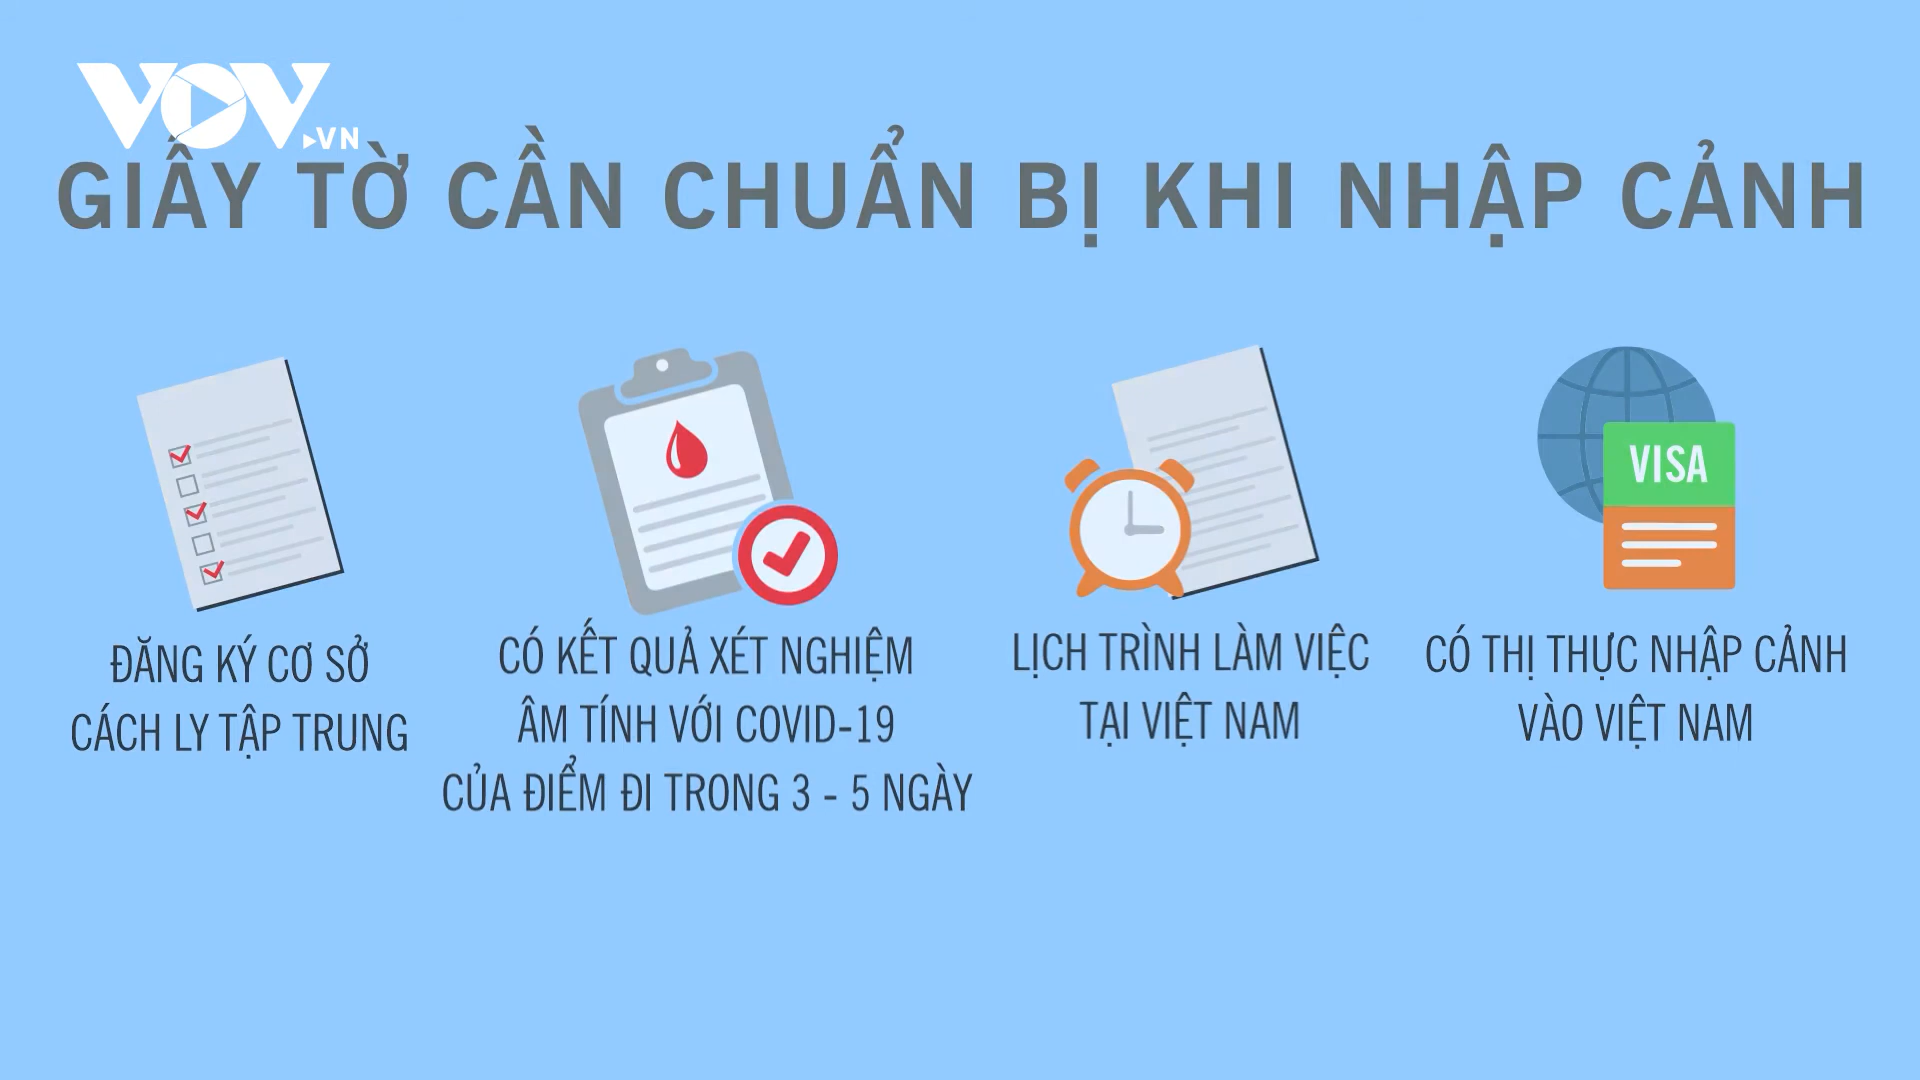 VOV.VN
GIẤY TỜ CẦN CHUẨN BỊ KHI NHẬP CẢNH
VISA
ĐĂNG KÝ CƠ SỞ
CÁCH LY TẬP TRUNG
CÓ KẾT QUẢ XÉT NGHIỆM
ÂM TÍNH VỚI COVID-19
CỦA ĐIỂM ĐI TRONG 3 - 5 NGÀY
LỊCH TRÌNH LÀM VIỆC
TẠI VIỆT NAM
CÓ THỊ THỰC NHẬP CẢNH
VÀO VIỆT NAM